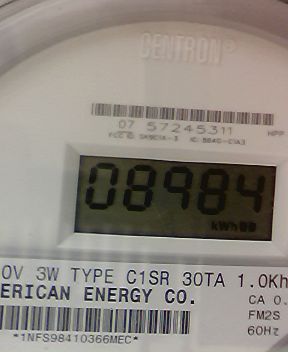 CENTRON®
07 57245311
HPP
08984
kWh
0V 3W TYPE C1SR 30TA 1.0Kh
ERICAN ENERGY CO.
CA 0.
FM2S
60Hz
*1NFS98410366MEC*